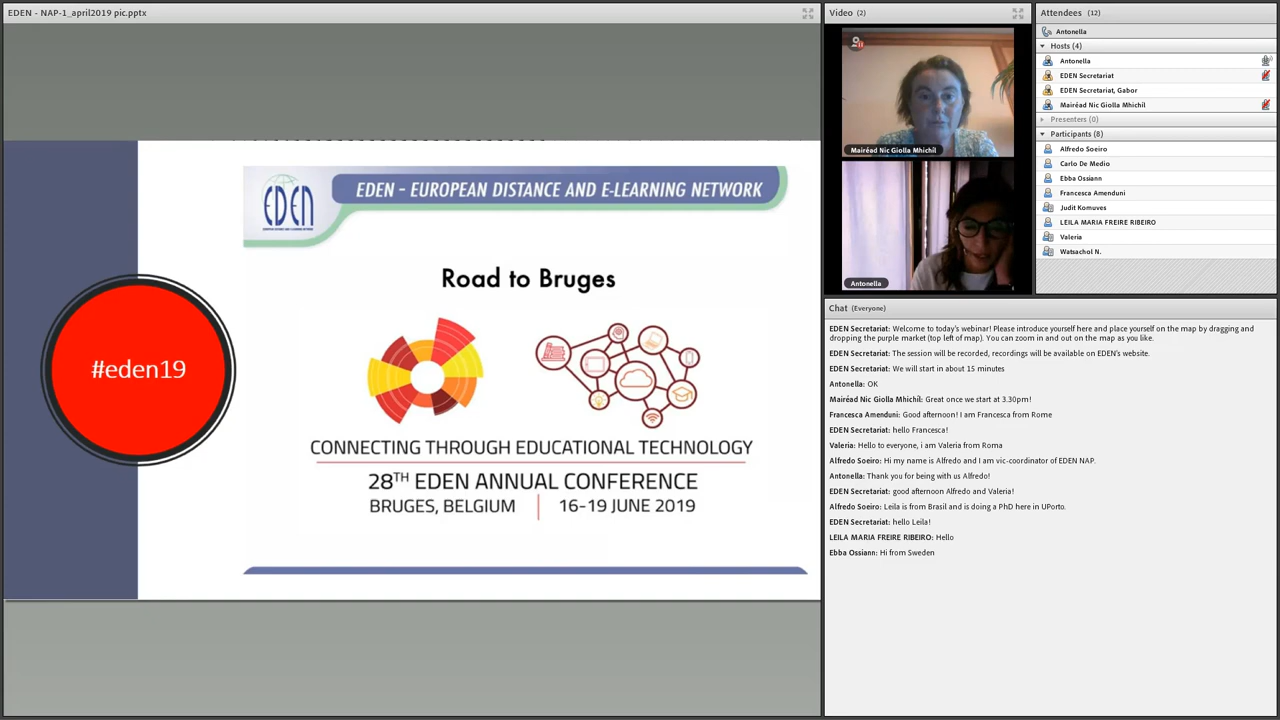 EDEN - NAP-1_april2019 pic.pptx
#eden19
EDEN
EDEN - EUROPEAN DISTANCE AND E-LEARNING NETWORK
Road to Bruges
CONNECTING THROUGH EDUCATIONAL TECHNOLOGY
28TH EDEN ANNUAL CONFERENCE
BRUGES, BELGIUM | 16-19 JUNE 2019
Video (2)
Mairéad Nic Giolla Mhichíl
Antonella
Attendees (12)
Antonella
Hosts (4)
Antonella
EDEN Secretariat
EDEN Secretariat, Gabor
Mairéad Nic Giolla Mhichíl
Presenters (0)
Participants (8)
Alfredo Soeiro
Carlo De Medio
Ebba Ossiann
Francesca Amenduni
Judit Komuves
LEILA MARIA FREIRE RIBEIRO
Valeria
Watsachol N.
Chat (Everyone)
EDEN Secretariat: Welcome to today's webinar! Please introduce yourself here and place yourself on the map by dragging and
dropping the purple market (top left of map). You can zoom in and out on the map as you like.
EDEN Secretariat: The session will be recorded, recordings will be available on EDEN's website.
EDEN Secretariat: We will start in about 15 minutes
Antonella: OK
Mairéad Nic Giolla Mhichíl: Great once we start at 3.30pm!
Francesca Amenduni: Good afternoon! I am Francesca from Rome
EDEN Secretariat: hello Francesca!
Valeria: Hello to everyone, i am Valeria from Roma
Alfredo Soeiro: Hi my name is Alfredo and I am vic-coordinator of EDEN NAP.
Antonella: Thank you for being with us Alfredo!
EDEN Secretariat: good afternoon Alfredo and Valeria!
Alfredo Soeiro: Leila is from Brasil and is doing a PhD here in UPorto.
EDEN Secretariat: hello Leila!
LEILA MARIA FREIRE RIBEIRO: Hello
Ebba Ossiann: Hi from Sweden